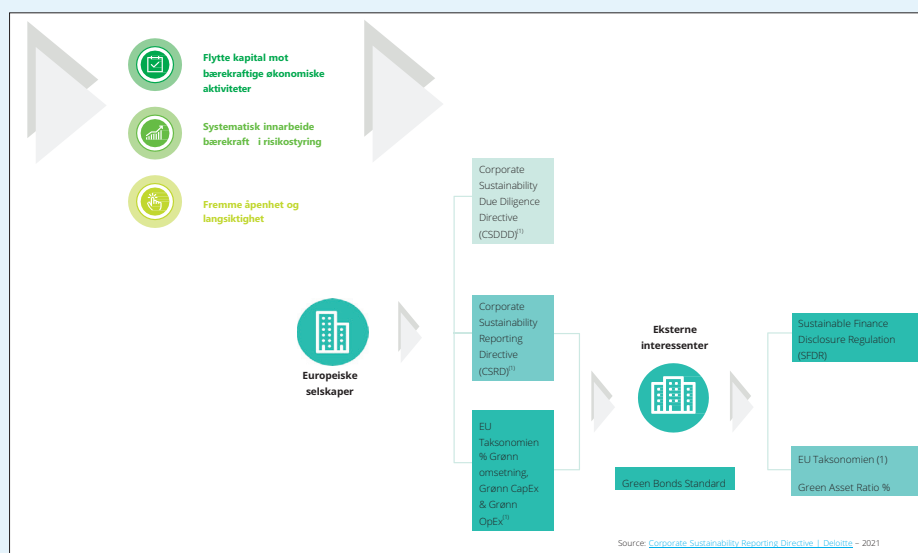 Flytte kapital mot
bærekraftige økonomiske
aktiviteter
Systematisk innarbeide
bærekraft i risikostyring
Fremme åpenhet og
langsiktighet
Corporate
Sustainability
Due Diligence
Directive
(CSDDD)(1)
Europeiske
selskaper
Corporate
Sustainability
Reporting
Directive
(CSRD)(1)
EU
Taksonomien
% Grønn
omsetning,
Grønn CapEx
& Grønn
OpEx(1)
Eksterne
interessenter
Green Bonds Standard
Sustainable Finance
Disclosure Regulation
(SFDR)
EU Taksonomien (1)
Green Asset Ratio %
Source: Corporate Sustainability Reporting Directive | Deloitte – 2021